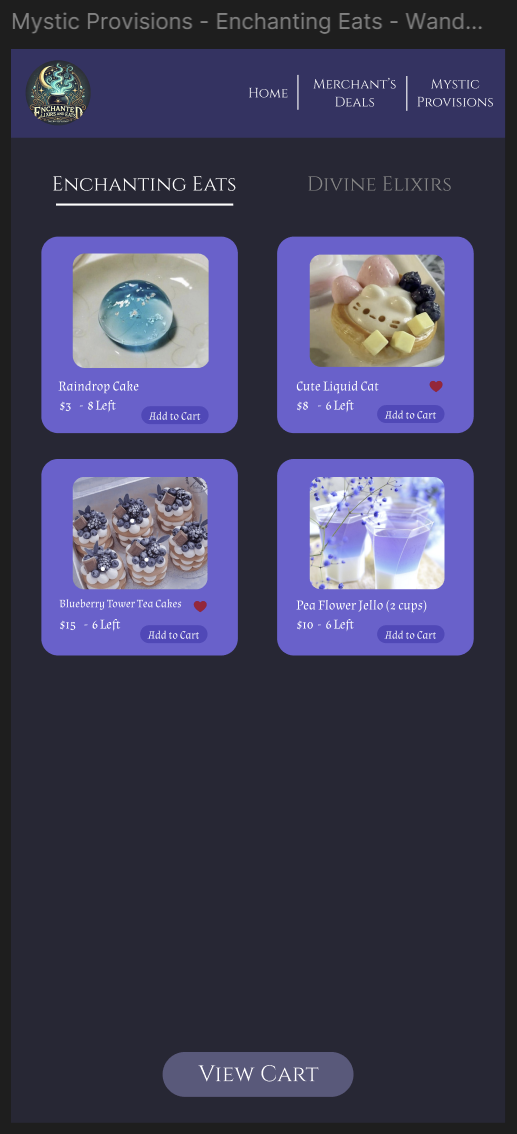 Mystic Provisions - Enchanting Eats - Wand...
ENCHANTED
ELIXIRS AND EATS
Home
Merchant's
Deals
Mystic
Provisions
Enchanting Eats
Divine Elixirs
Raindrop Cake
$3 - 8 Left
Add to Cart
Cute Liquid Cat
$8 - 6 Left
Add to Cart
Blueberry Tower Tea Cakes
$15 - 6 Left
Add to Cart
Pea Flower Jello (2 cups)
$10 - 6 Left
Add to Cart
View Cart